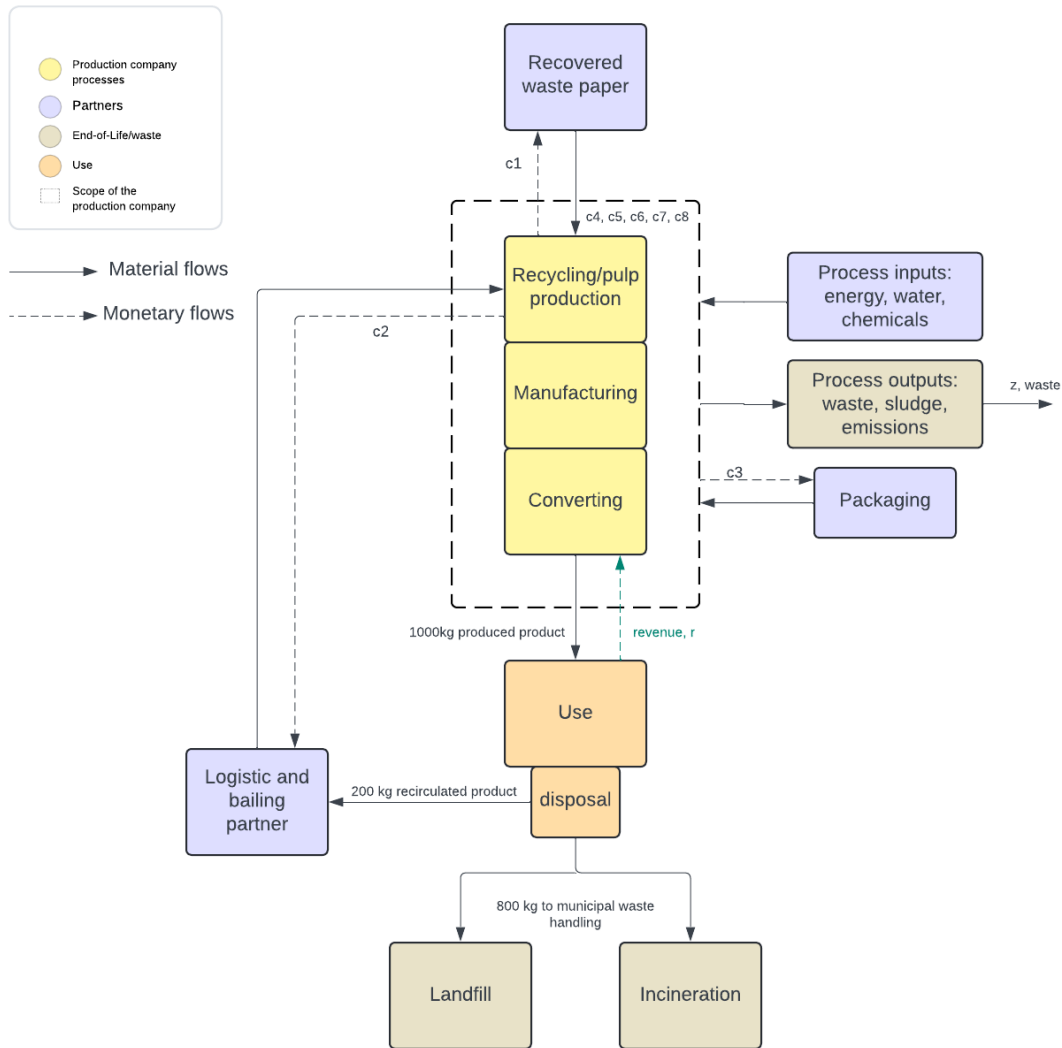 Production company
processes
Partners
End-of-Life/waste
Use
Scope of the
production company
Material flows
Monetary flows
Recovered
waste paper
c1
c4, c5, c6, c7, c8
Recycling/pulp
production
c2
Manufacturing
Converting
Process inputs:
energy, water,
chemicals
Process outputs:
waste, sludge,
emissions
z, waste
c3
Packaging
1000kg produced product
revenue, r
Use
disposal
200 kg recirculated product
Logistic and
bailing
partner
800 kg to municipal waste
handling
Landfill
Incineration